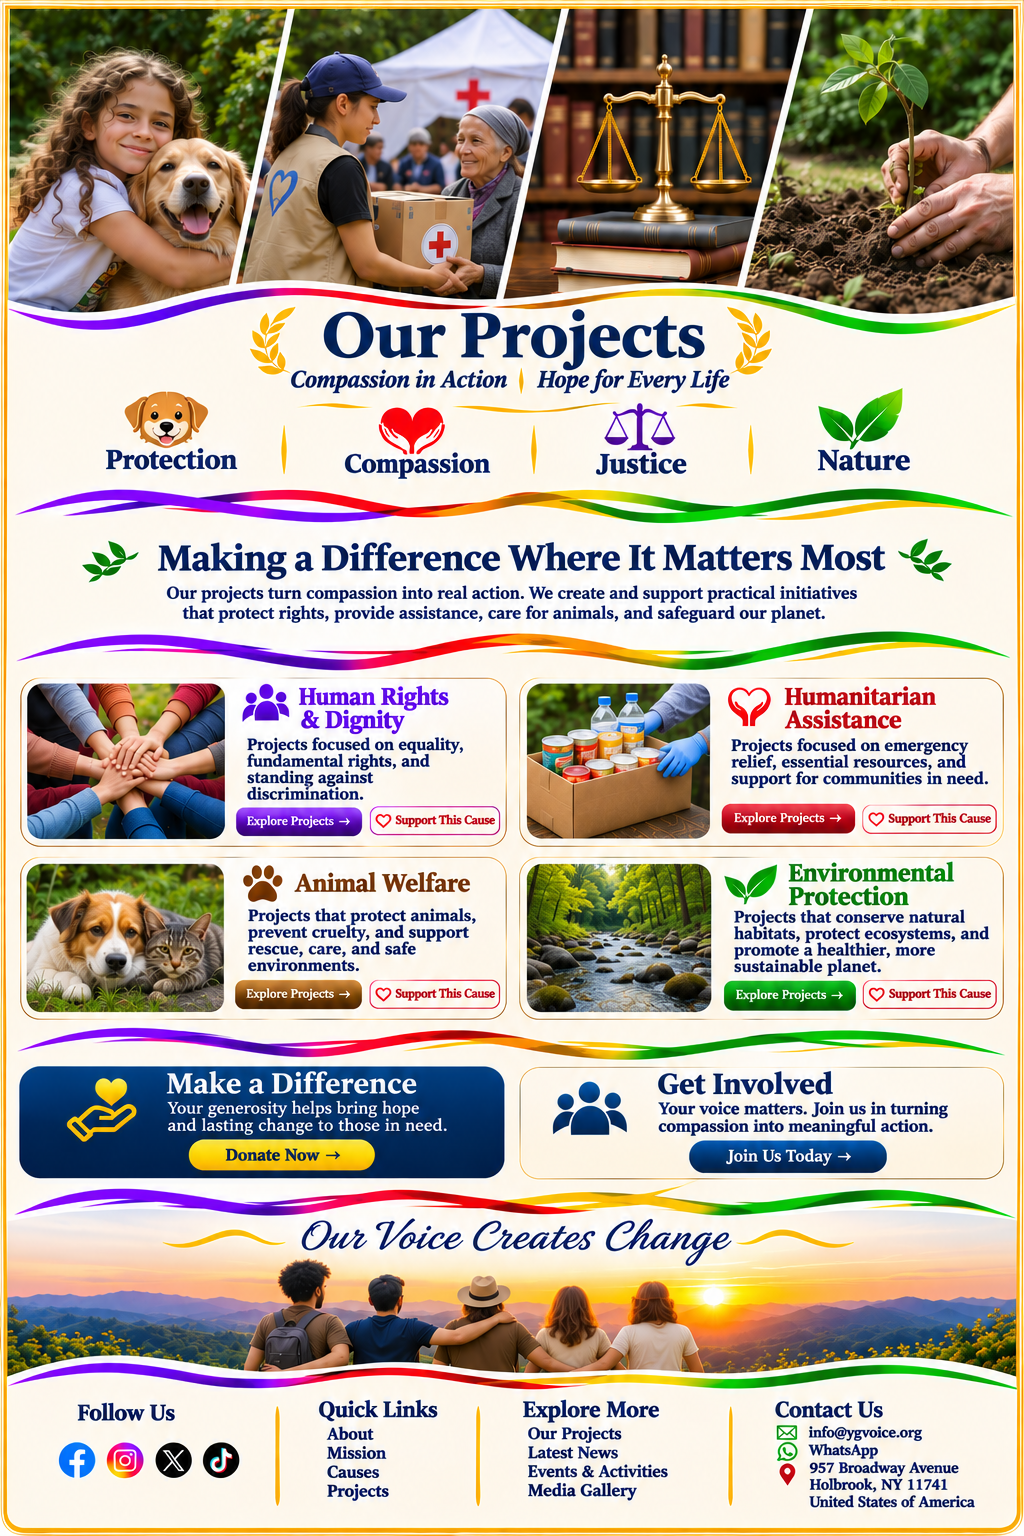 Our Projects
Compassion in Action | Hope for Every Life
Protection
Compassion
Justice
Nature
Making a Difference Where It Matters Most
Our projects turn compassion into real action. We create and support practical initiatives
that protect rights, provide assistance, care for animals, and safeguard our planet.
Human Rights
& Dignity
Projects focused on equality,
fundamental rights, and
standing against
discrimination.
Explore Projects →
Support This Cause
Humanitarian
Assistance
Projects focused on emergency
relief, essential resources, and
support for communities in need.
Explore Projects →
Support This Cause
Animal Welfare
Projects that protect animals,
prevent cruelty, and support
rescue, care, and safe
environments.
Explore Projects →
Support This Cause
Environmental
Protection
Projects that conserve natural
habitats, protect ecosystems, and
promote a healthier, more
sustainable planet.
Explore Projects →
Support This Cause
Make a Difference
Your generosity helps bring hope
and lasting change to those in need.
Donate Now →
Get Involved
Your voice matters. Join us in turning
compassion into meaningful action.
Join Us Today →
Our Voice Creates Change
Follow Us
Quick Links
About
Mission
Causes
Projects
Explore More
Our Projects
Latest News
Events & Activities
Media Gallery
Contact Us
info@ygvoice.org
WhatsApp
957 Broadway Avenue
Holbrook, NY 11741
United States of America